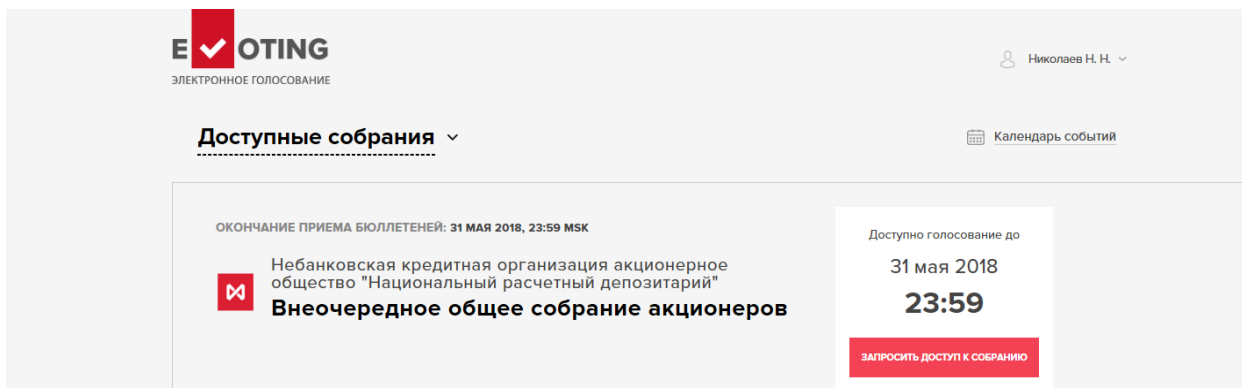 E VOTING
ЭЛЕКТРОННОЕ ГОЛОСОВАНИЕ
Николаев Н. Н.
Доступные собрания
Календарь событий
ОКОНЧАНИЕ ПРИЕМА БЮЛЛЕТЕНЕЙ: 31 МАЯ 2018, 23:59 MSK
Небанковская кредитная организация акционерное
общество "Национальный расчетный депозитарий"
Внеочередное общее собрание акционеров
Доступно голосование до
31 мая 2018
23:59
ЗАПРОСИТЬ ДОСТУП К СОБРАНИЮ